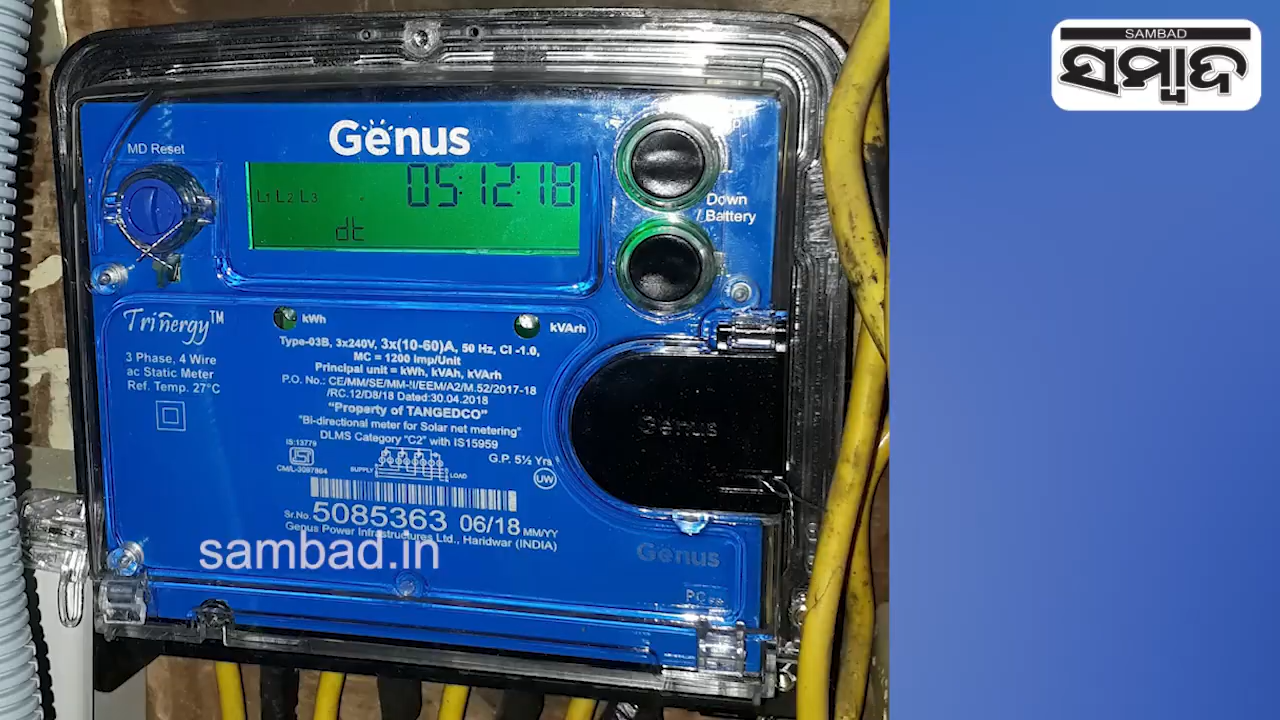 SAMBAD
ସମ୍ବାଦ
Genus
MD Reset
L1 L2 L3
05:12:18
dt
Down
/ Battery
Trinergy™
kWh
kVArh
3 Phase, 4 Wire
ac Static Meter
Ref. Temp. 27°C
Type-03B, 3x240V, 3x(10-60)A, 50 Hz, Cl -1.0,
MC = 1200 Imp/Unit
Principal unit = kWh, kVAh, kVArh
P.O. No.: CE/MM/SE/MM-II/EEM/A2/M.52/2017-18
/RC.12/D8/18 Dated:30.04.2018
"Property of TANGEDCO"
"Bi-directional meter for Solar net metering"
DLMS Category "C2" with IS15959
G.P. 5½ Yrs
IS:13779
CM/L-3097864
SUPPLY
LOAD
UW
Sr.No. 5085363 06/18 MM/YY
Genus Power Infrastructures Ltd., Haridwar (INDIA)
Genus
Genus
sambad.in